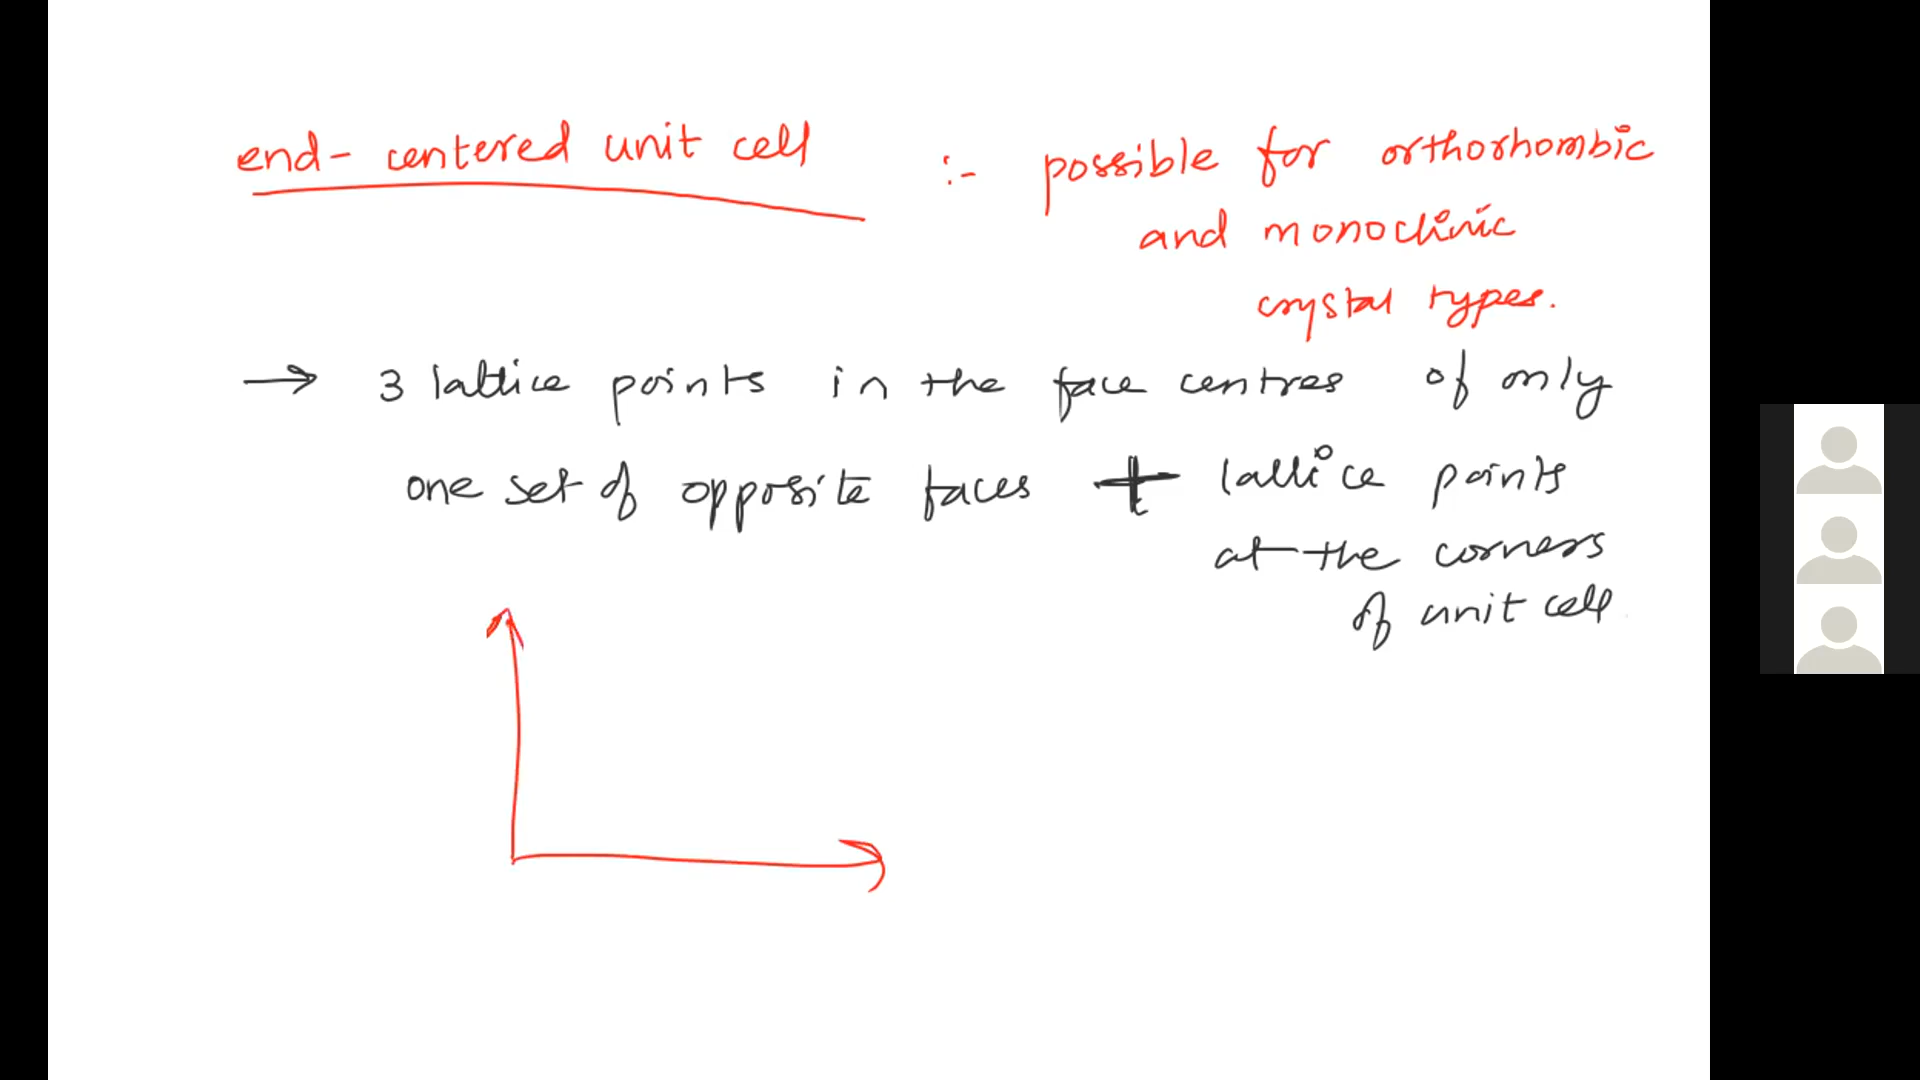 end- centered unit cell :- possible for orthorhombic
and monoclinic
crystal types.
→ 3 lattice points in the face centres of only
one set of opposite faces + lattice points
at the corners
of unit cell